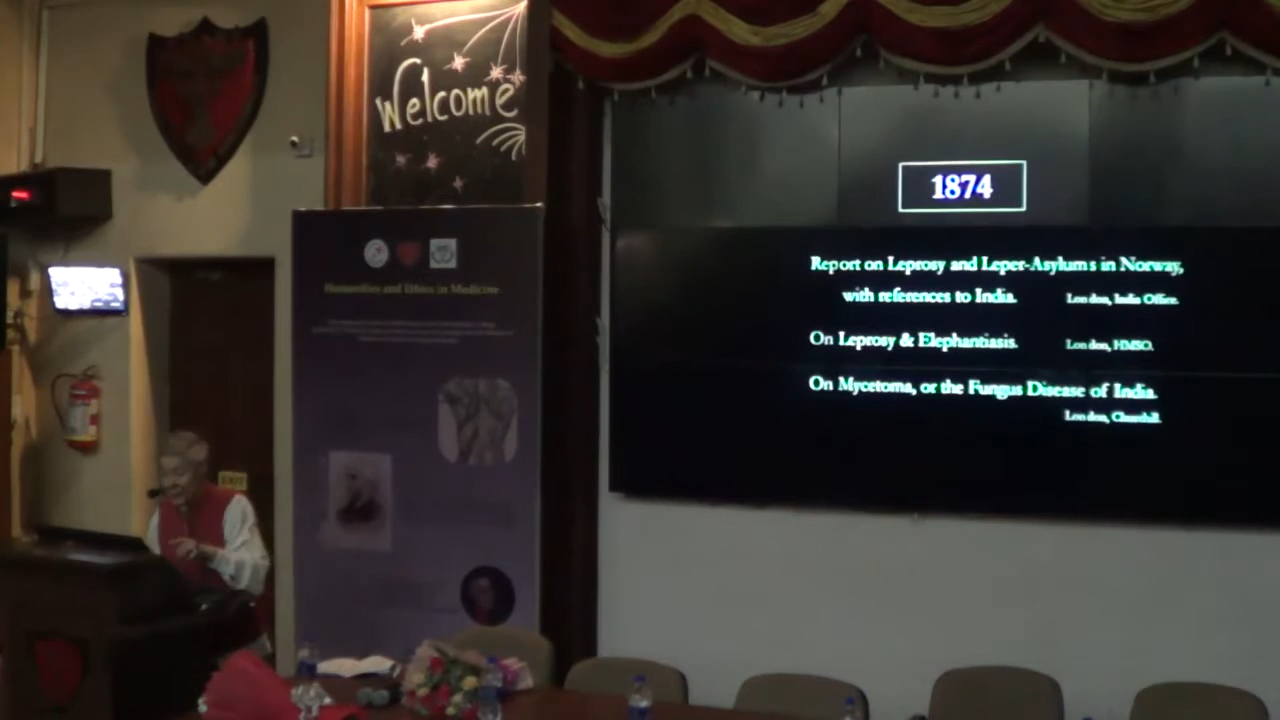 Welcome
1874
Report on Leprosy and Leper-Asylums in Norway,
with references to India. London, India Office.
On Leprosy & Elephantiasis. London, HMSO.
On Mycetoma, or the Fungus Disease of India.
London, Churchill.
Humanities and Ethics in Medicine
EXIT